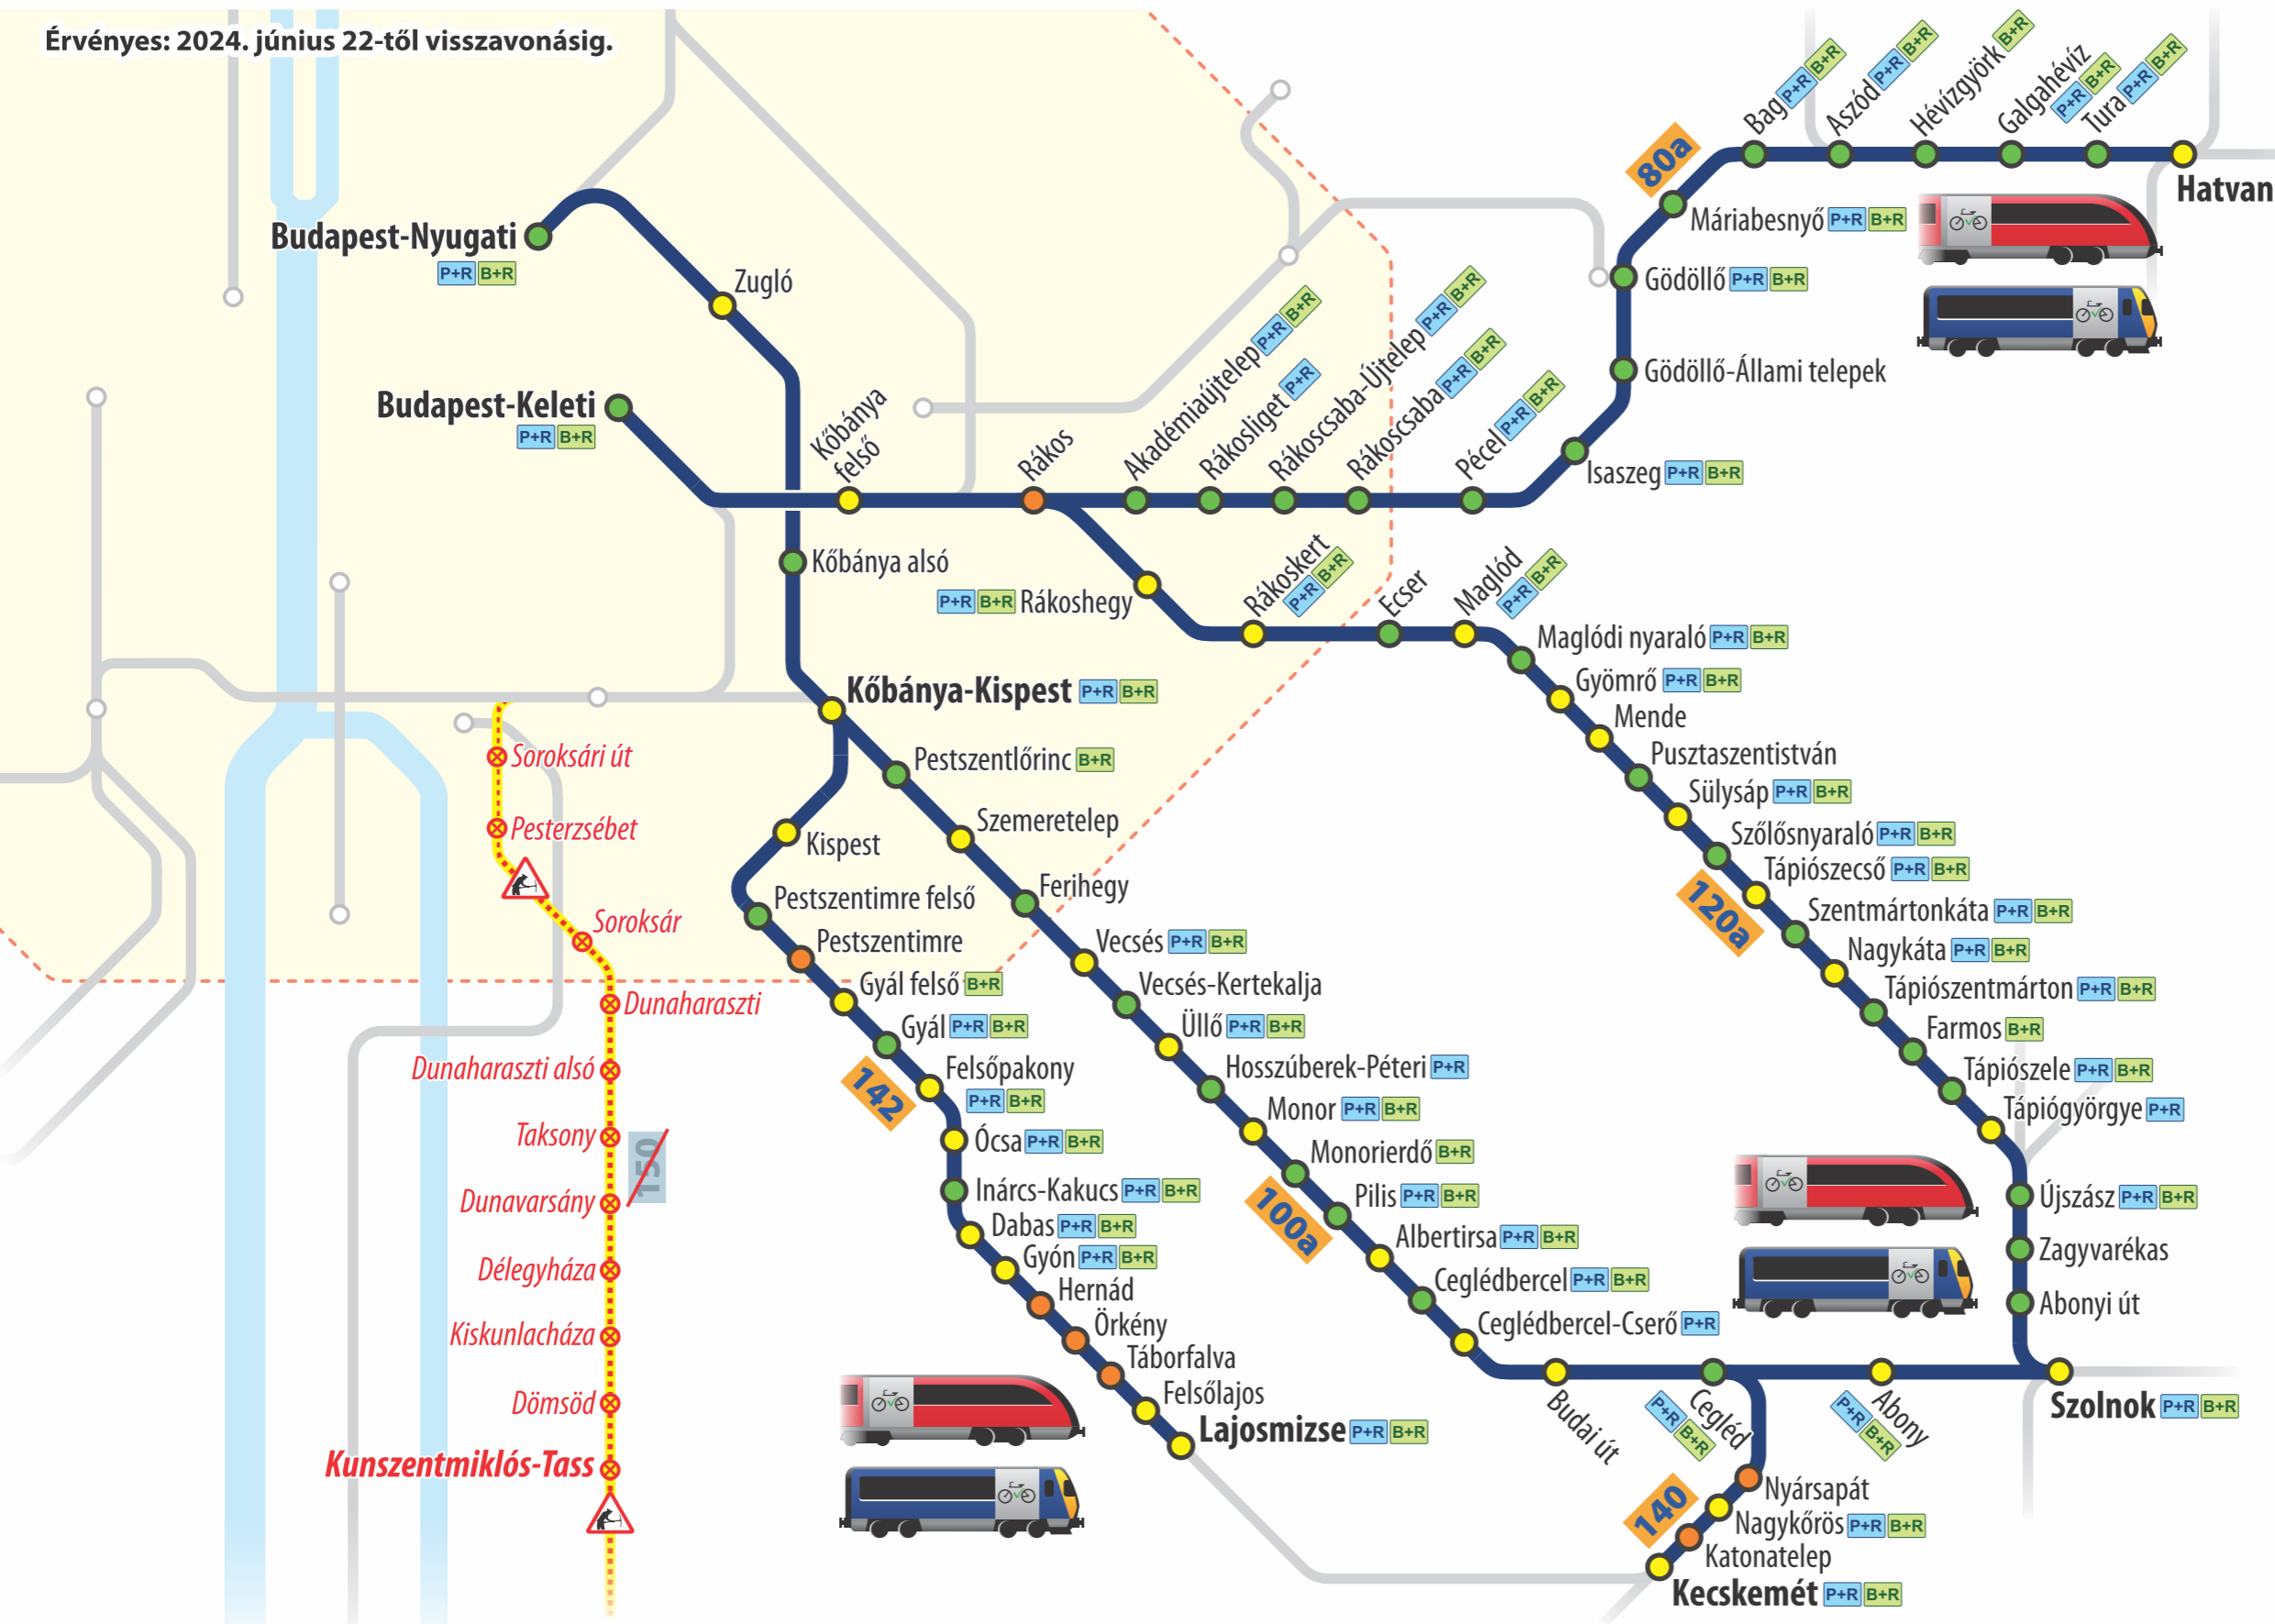 Érvényes: 2024. június 22-től visszavonásig.
Budapest-Nyugati
P+R B+R
Zugló
Budapest-Keleti
P+R B+R
Kőbánya
felső
Rákos
Akadémiaújtelep P+R B+R
Rákosliget P+R
Rákoscsaba-Újtelep P+R B+R
Rákoscsaba P+R B+R
Pécel P+R B+R
Isaszeg P+R B+R
Gödöllő-Állami telepek
Gödöllő P+R B+R
Máriabesnyő P+R B+R
80a
Bag P+R B+R
Aszód P+R B+R
Hévízgyörk B+R
Galgahévíz
P+R B+R
Tura P+R B+R
Hatvan
Kőbánya alsó
P+R B+R Rákoshegy
Rákoskert
P+R B+R
Ecser
Maglód
P+R B+R
Maglódi nyaraló P+R B+R
Gyömrő P+R B+R
Mende
Pusztaszentistván
Sülysáp P+R B+R
Szőlősnyaraló P+R B+R
Tápiószecső P+R B+R
120a
Szentmártonkáta P+R B+R
Nagykáta P+R B+R
Tápiószentmárton P+R B+R
Farmos B+R
Tápiószele P+R B+R
Tápiógyörgye P+R
Újszász P+R B+R
Zagyvarékas
Abonyi út
Szolnok P+R B+R
Kőbánya-Kispest P+R B+R
Pestszentlőrinc B+R
Szemeretelep
Ferihegy
Vecsés P+R B+R
Vecsés-Kertekalja
Üllő P+R B+R
Hosszúberek-Péteri P+R
Monor P+R B+R
Monorierdő B+R
Pilis P+R B+R
100a
Albertirsa P+R B+R
Ceglédbercel P+R B+R
Ceglédbercel-Cserő P+R
Budai út
Cegléd
P+R B+R
Abony
P+R B+R
Nyársapát
140
Nagykőrös P+R B+R
Katonatelep
Kecskemét P+R B+R
Kispest
Pestszentimre felső
Pestszentimre
Gyál felső B+R
Gyál P+R B+R
142
Felsőpakony
P+R B+R
Ócsa P+R B+R
Inárcs-Kakucs P+R B+R
Dabas P+R B+R
Gyón P+R B+R
Hernád
Örkény
Táborfalva
Felsőlajos
Lajosmizse P+R B+R
Soroksári út
Pesterzsébet
Soroksár
Dunaharaszti
Dunaharaszti alsó
Taksony
150
Dunavarsány
Délegyháza
Kiskunlacháza
Dömsöd
Kunszentmiklós-Tass